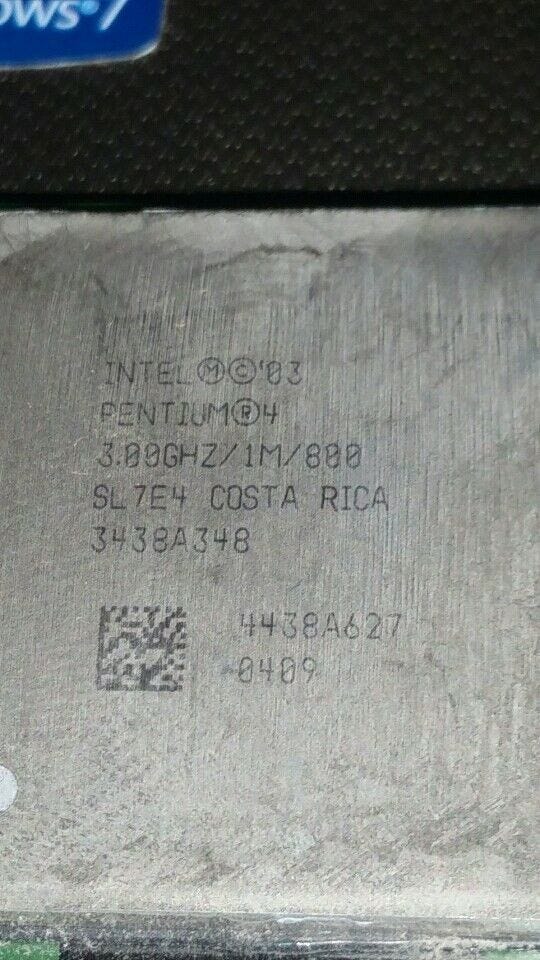 ows®7
INTEL Ⓜ©'03
PENTIUM®4
3.00GHZ/1M/800
SL7E4 COSTA RICA
3438A348
4438A627
0409